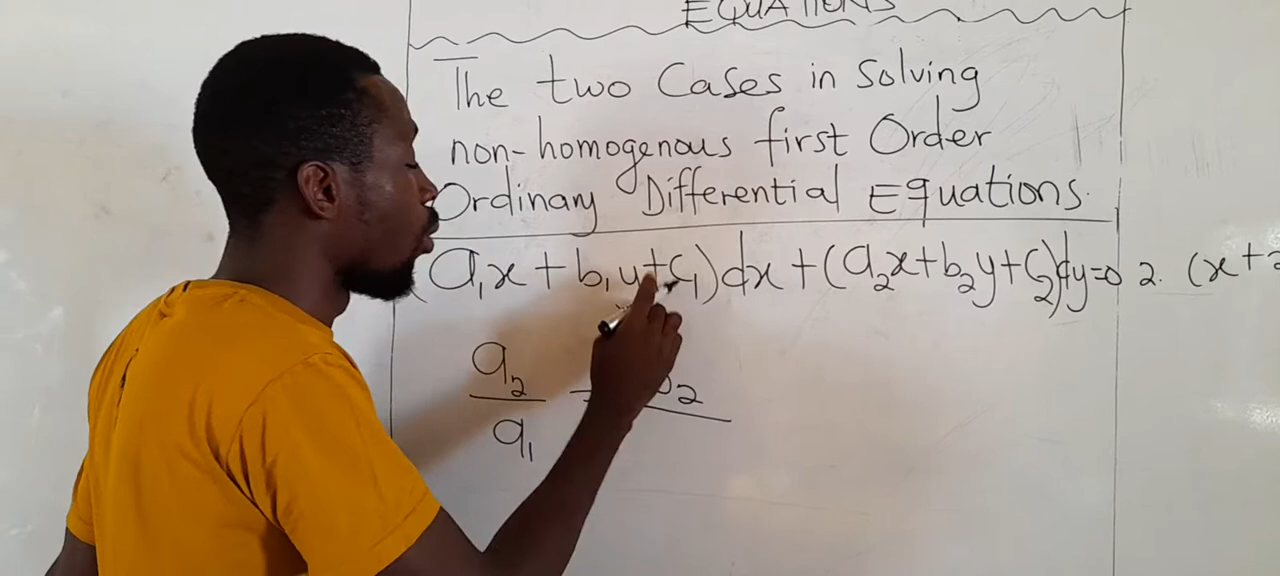 EQUATIONS
The two Cases in Solving
non-homogenous first Order
Ordinary Differential Equations.
(a₁x + b₁y + c₁)dx + (a₂x + b₂y + c₂)dy = 0 2. (x +
a₂
a₁